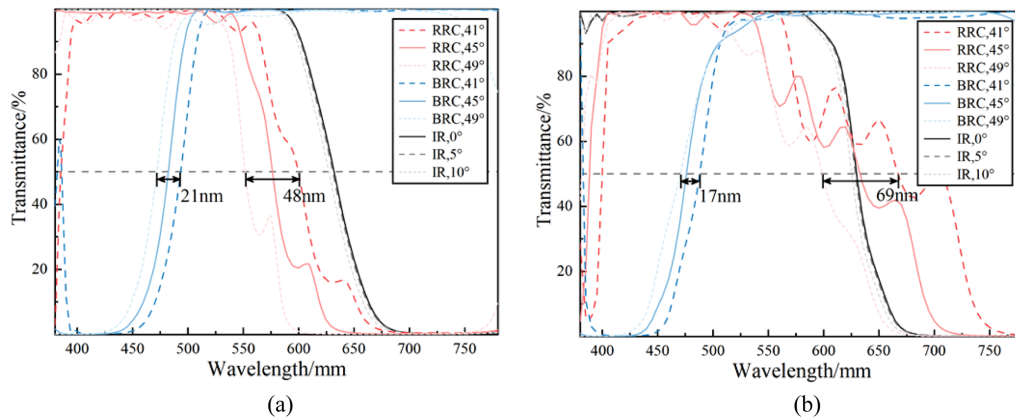 RRC,41°
RRC,45°
RRC,49°
BRC,41°
BRC,45°
BRC,49°
IR,0°
IR,5°
IR,10°
21nm
48nm
80
60
40
20
400 450 500 550 600 650 700 750
Transmittance/%
Wavelength/mm
(a)
RRC,41°
RRC,45°
RRC,49°
BRC,41°
BRC,45°
BRC,49°
IR,0°
IR,5°
IR,10°
17nm
69nm
80
60
40
20
400 450 500 550 600 650 700 750
Transmittance/%
Wavelength/mm
(b)